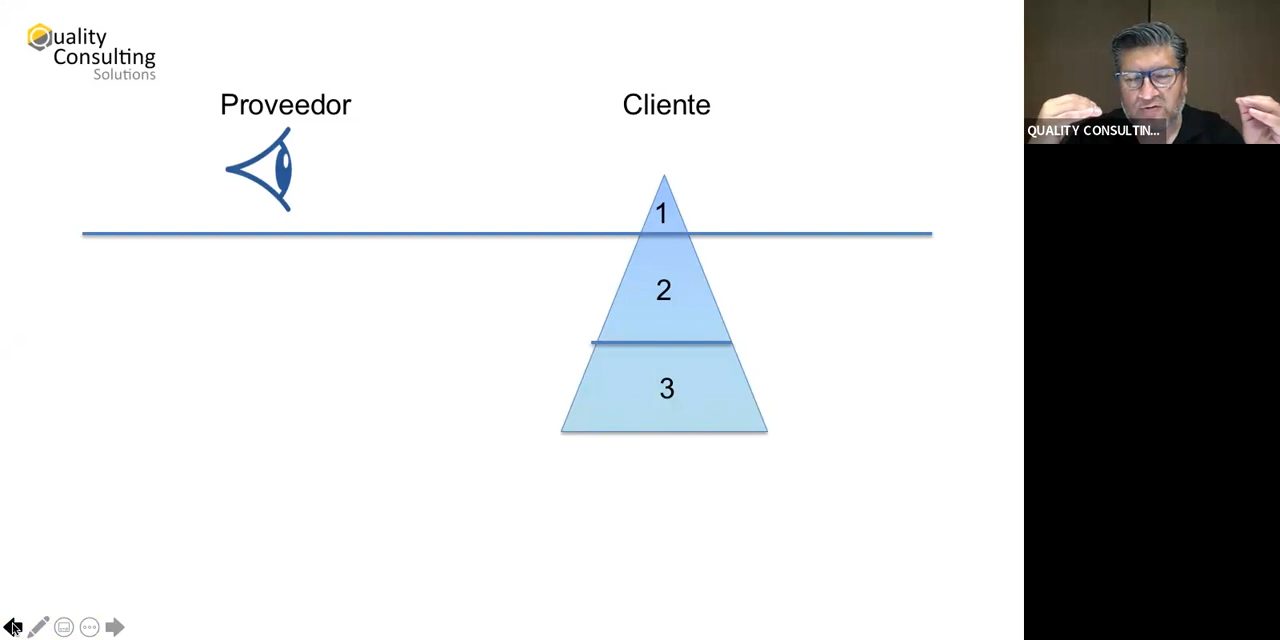 Quality
Consulting
Solutions
Proveedor
Cliente
1
2
3
QUALITY CONSULTIN...